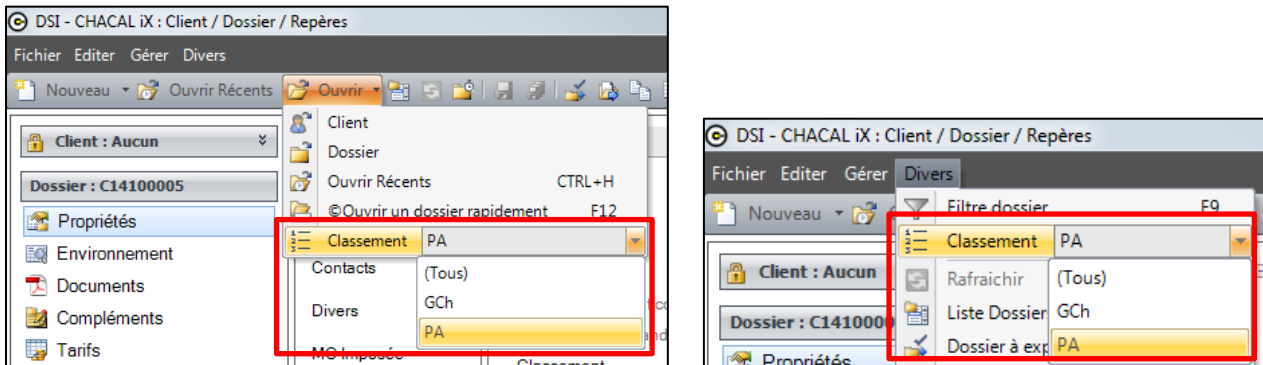 DSI - CHACAL iX : Client / Dossier / Repères
Fichier Editer Gérer Divers
Nouveau Ouvrir Récents Ouvrir
Client : Aucun
Dossier : C14100005
Propriétés
Environnement
Documents
Compléments
Tarifs
Client
Dossier
Ouvrir Récents CTRL+H
©Ouvrir un dossier rapidement F12
Classement PA
(Tous)
GCh
PA
Contacts
Divers
MO Imposée
Classement
DSI - CHACAL iX : Client / Dossier / Repères
Fichier Editer Gérer Divers
Nouveau
Client : Aucun
Dossier : C1410000
Propriétés
Filtre dossier F9
Classement PA
(Tous)
GCh
PA
Rafraichir
Liste Dossier
Dossier à exp